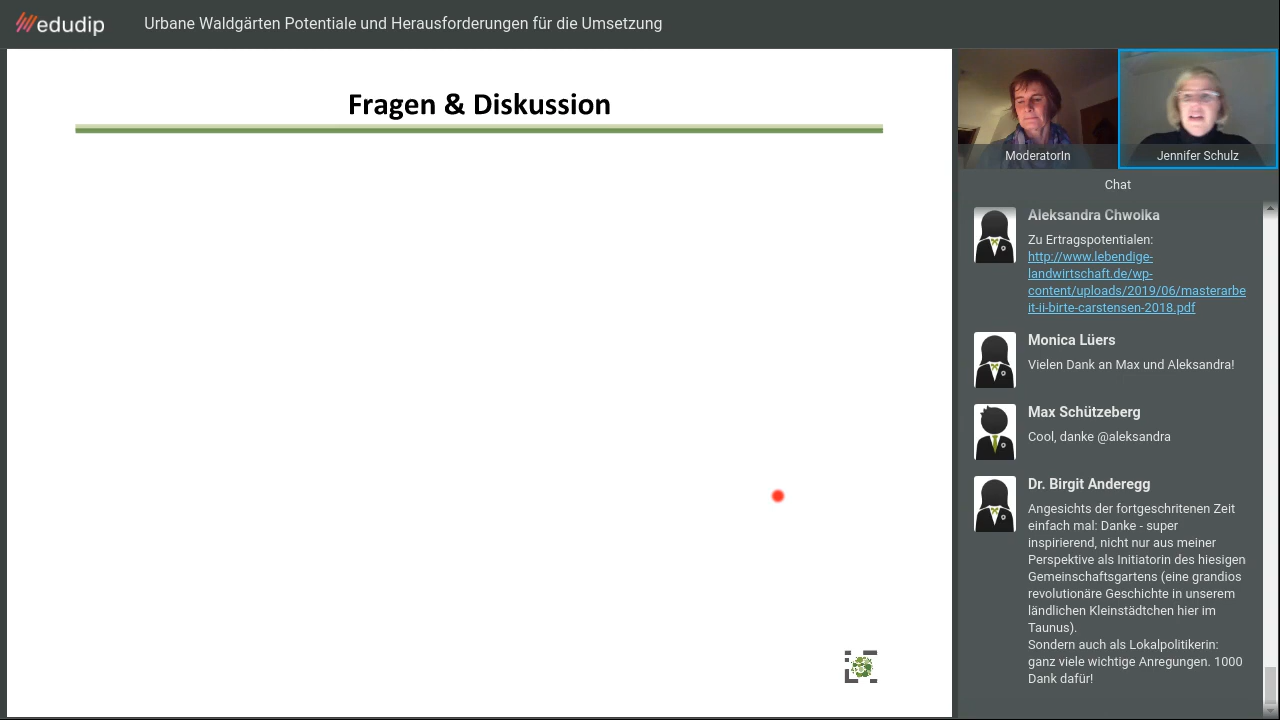 edudip
Urbane Waldgärten Potentiale und Herausforderungen für die Umsetzung
Fragen & Diskussion
ModeratorIn
Jennifer Schulz
Chat
Aleksandra Chwolka
Zu Ertragspotentialen:
http://www.lebendige-
landwirtschaft.de/wp-
content/uploads/2019/06/masterarbe
it-ii-birte-carstensen-2018.pdf
Monica Lüers
Vielen Dank an Max und Aleksandra!
Max Schützeberg
Cool, danke @aleksandra
Dr. Birgit Anderegg
Angesichts der fortgeschritenen Zeit
einfach mal: Danke - super
inspirierend, nicht nur aus meiner
Perspektive als Initiatorin des hiesigen
Gemeinschaftsgartens (eine grandios
revolutionäre Geschichte in unserem
ländlichen Kleinstädtchen hier im
Taunus).
Sondern auch als Lokalpolitikerin:
ganz viele wichtige Anregungen. 1000
Dank dafür!